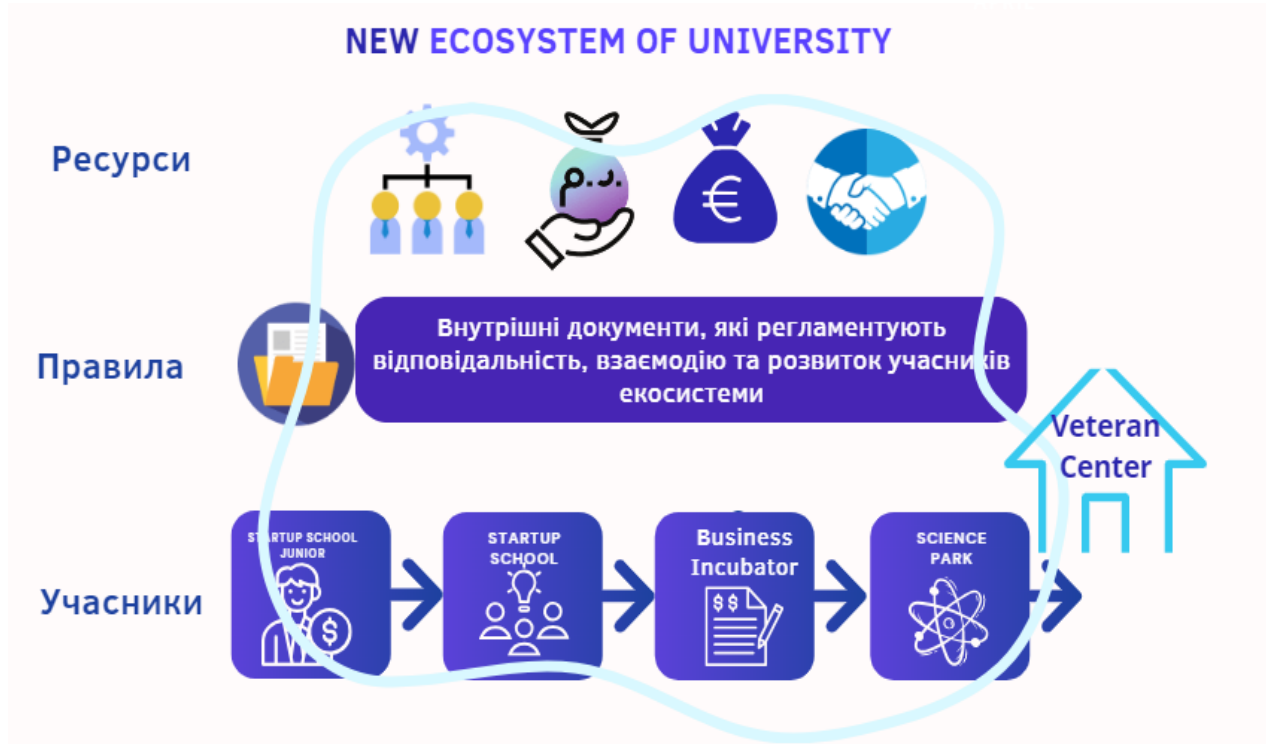 NEW ECOSYSTEM OF UNIVERSITY
Ресурси
د.م.
€
Правила
Внутрішні документи, які регламентують
відповідальність, взаємодію та розвиток учасників
екосистеми
Veteran
Center
Учасники
STARTUP SCHOOL
JUNIOR
$
STARTUP
SCHOOL
Business
Incubator
$$
SCIENCE
PARK